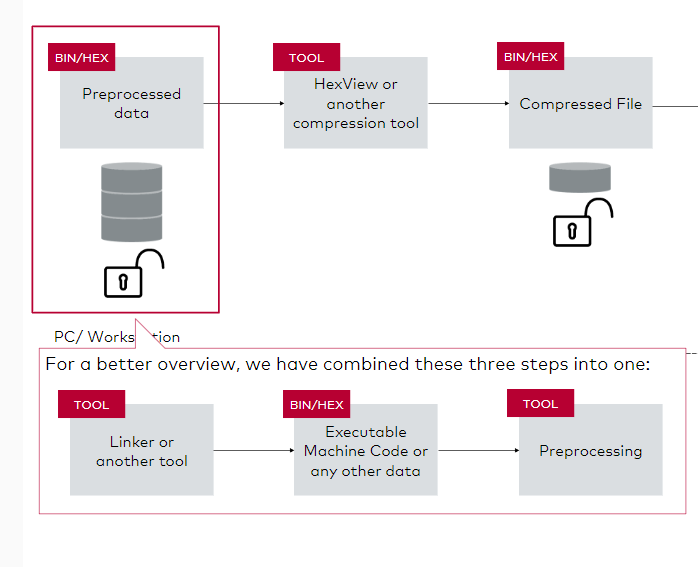 BIN/HEX
Preprocessed
data
TOOL
HexView or
another
compression tool
BIN/HEX
Compressed File
PC/ Works tion
For a better overview, we have combined these three steps into one:
TOOL
Linker or
another tool
BIN/HEX
Executable
Machine Code or
any other data
TOOL
Preprocessing